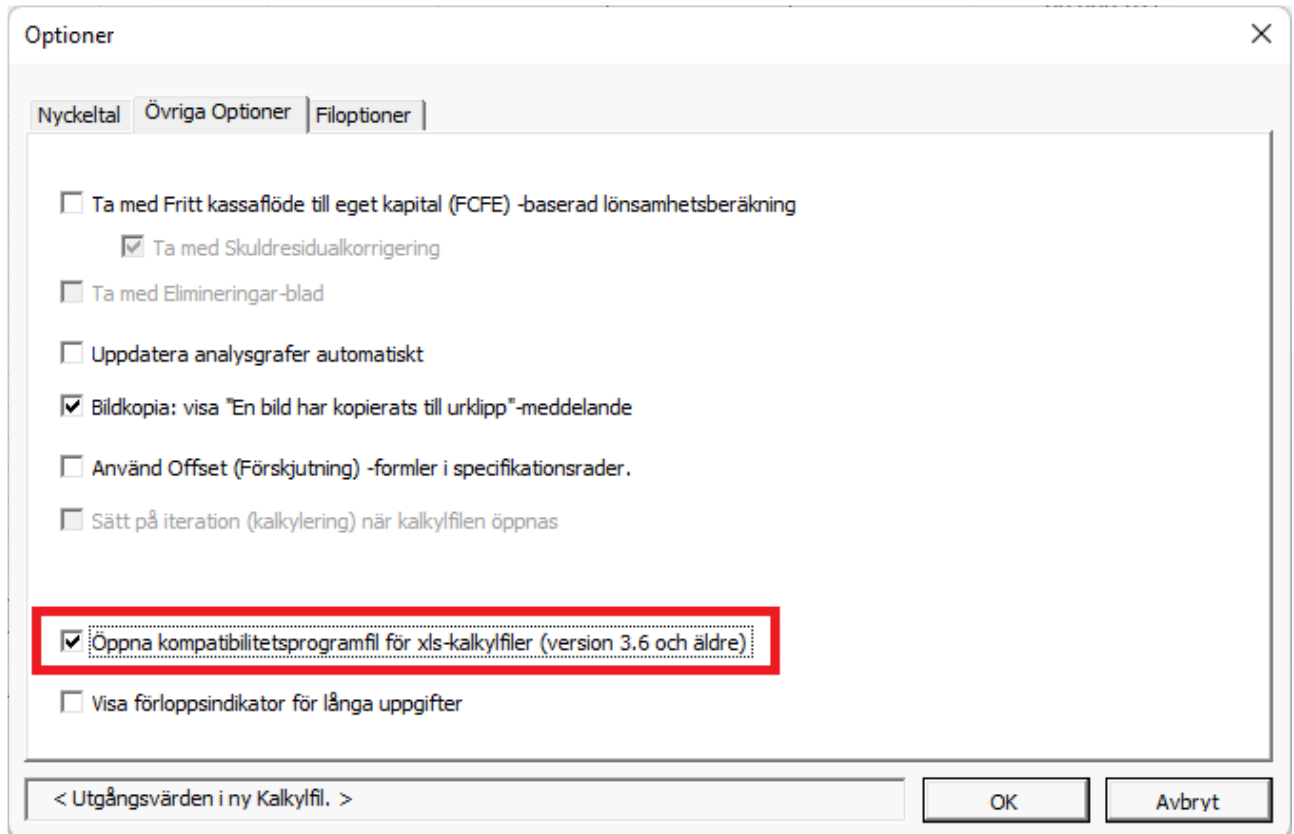 Optioner
Nyckeltal Övriga Optioner Filoptioner
Ta med Fritt kassaflöde till eget kapital (FCFE) -baserad lönsamhetsberäkning
Ta med Skuldresidualkorrigering
Ta med Elimineringar-blad
Uppdatera analysgrafer automatiskt
Bildkopia: visa "En bild har kopierats till urklipp"-meddelande
Använd Offset (Förskjutning) -formler i specifikationsrader.
Sätt på iteration (kalkylering) när kalkylfilen öppnas
Öppna kompatibilitetsprogramfil för xls-kalkylfiler (version 3.6 och äldre)
Visa förloppsindikator för långa uppgifter
< Utgångsvärden i ny Kalkylfil. > OK Avbryt